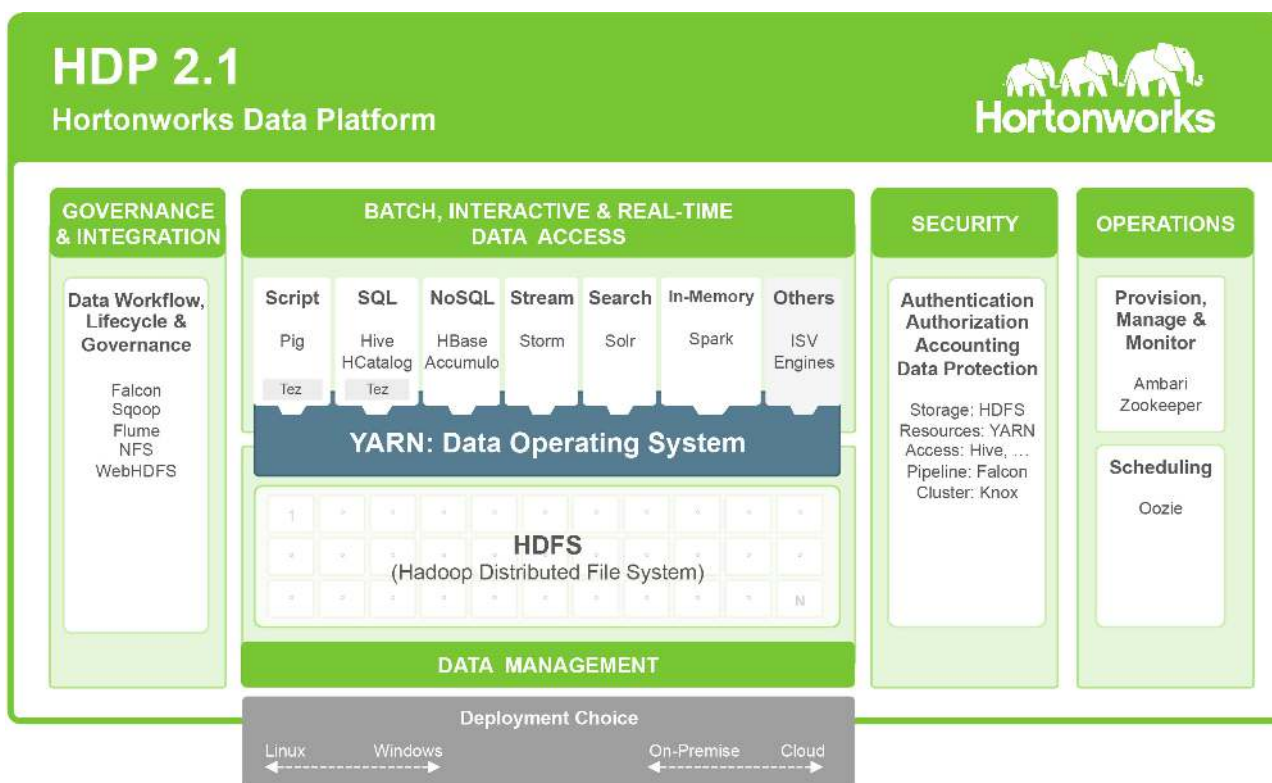 HDP 2.1
Hortonworks Data Platform
Hortonworks
GOVERNANCE
& INTEGRATION
Data Workflow,
Lifecycle &
Governance
Falcon
Sqoop
Flume
NFS
WebHDFS
BATCH, INTERACTIVE & REAL-TIME
DATA ACCESS
Script
Pig
Tez
SQL
Hive
HCatalog
Tez
NoSQL
HBase
Accumulo
Stream
Storm
Search
Solr
In-Memory
Spark
Others
ISV
Engines
YARN: Data Operating System
1
HDFS
(Hadoop Distributed File System)
N
DATA MANAGEMENT
SECURITY
Authentication
Authorization
Accounting
Data Protection
Storage: HDFS
Resources: YARN
Access: Hive, …
Pipeline: Falcon
Cluster: Knox
OPERATIONS
Provision,
Manage &
Monitor
Ambari
Zookeeper
Scheduling
Oozie
Deployment Choice
Linux Windows On-Premise Cloud